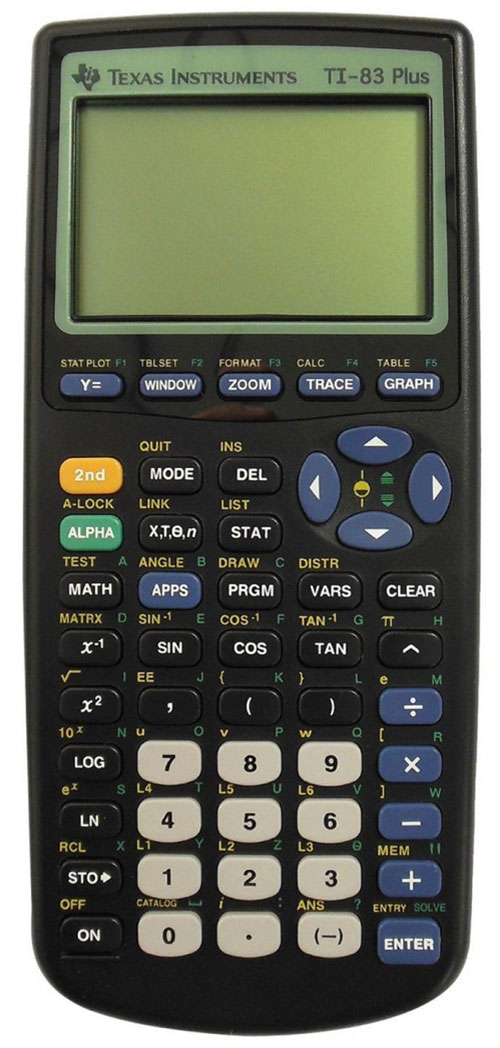 TEXAS INSTRUMENTS TI-83 Plus
STAT PLOT F1 TBLSET F2 FORMAT F3 CALC F4 TABLE F5
Y= WINDOW ZOOM TRACE GRAPH
QUIT INS
2nd MODE DEL
A-LOCK LINK LIST
ALPHA X,T,Θ,n STAT
TEST A ANGLE B DRAW C DISTR
MATH APPS PRGM VARS CLEAR
MATRX D SIN⁻¹ E COS⁻¹ F TAN⁻¹ G π H
x⁻¹ SIN COS TAN ^
√ I EE J { K } L e M
x² , ( ) ÷
10ˣ N u O v P w Q [ R
LOG 7 8 9 ×
eˣ S L4 T L5 U L6 V ] W
LN 4 5 6 −
RCL X L1 Y L2 Z L3 θ MEM "
STO▸ 1 2 3 +
OFF CATALOG ⎵ i : ANS ? ENTRY SOLVE
ON 0 . (−) ENTER